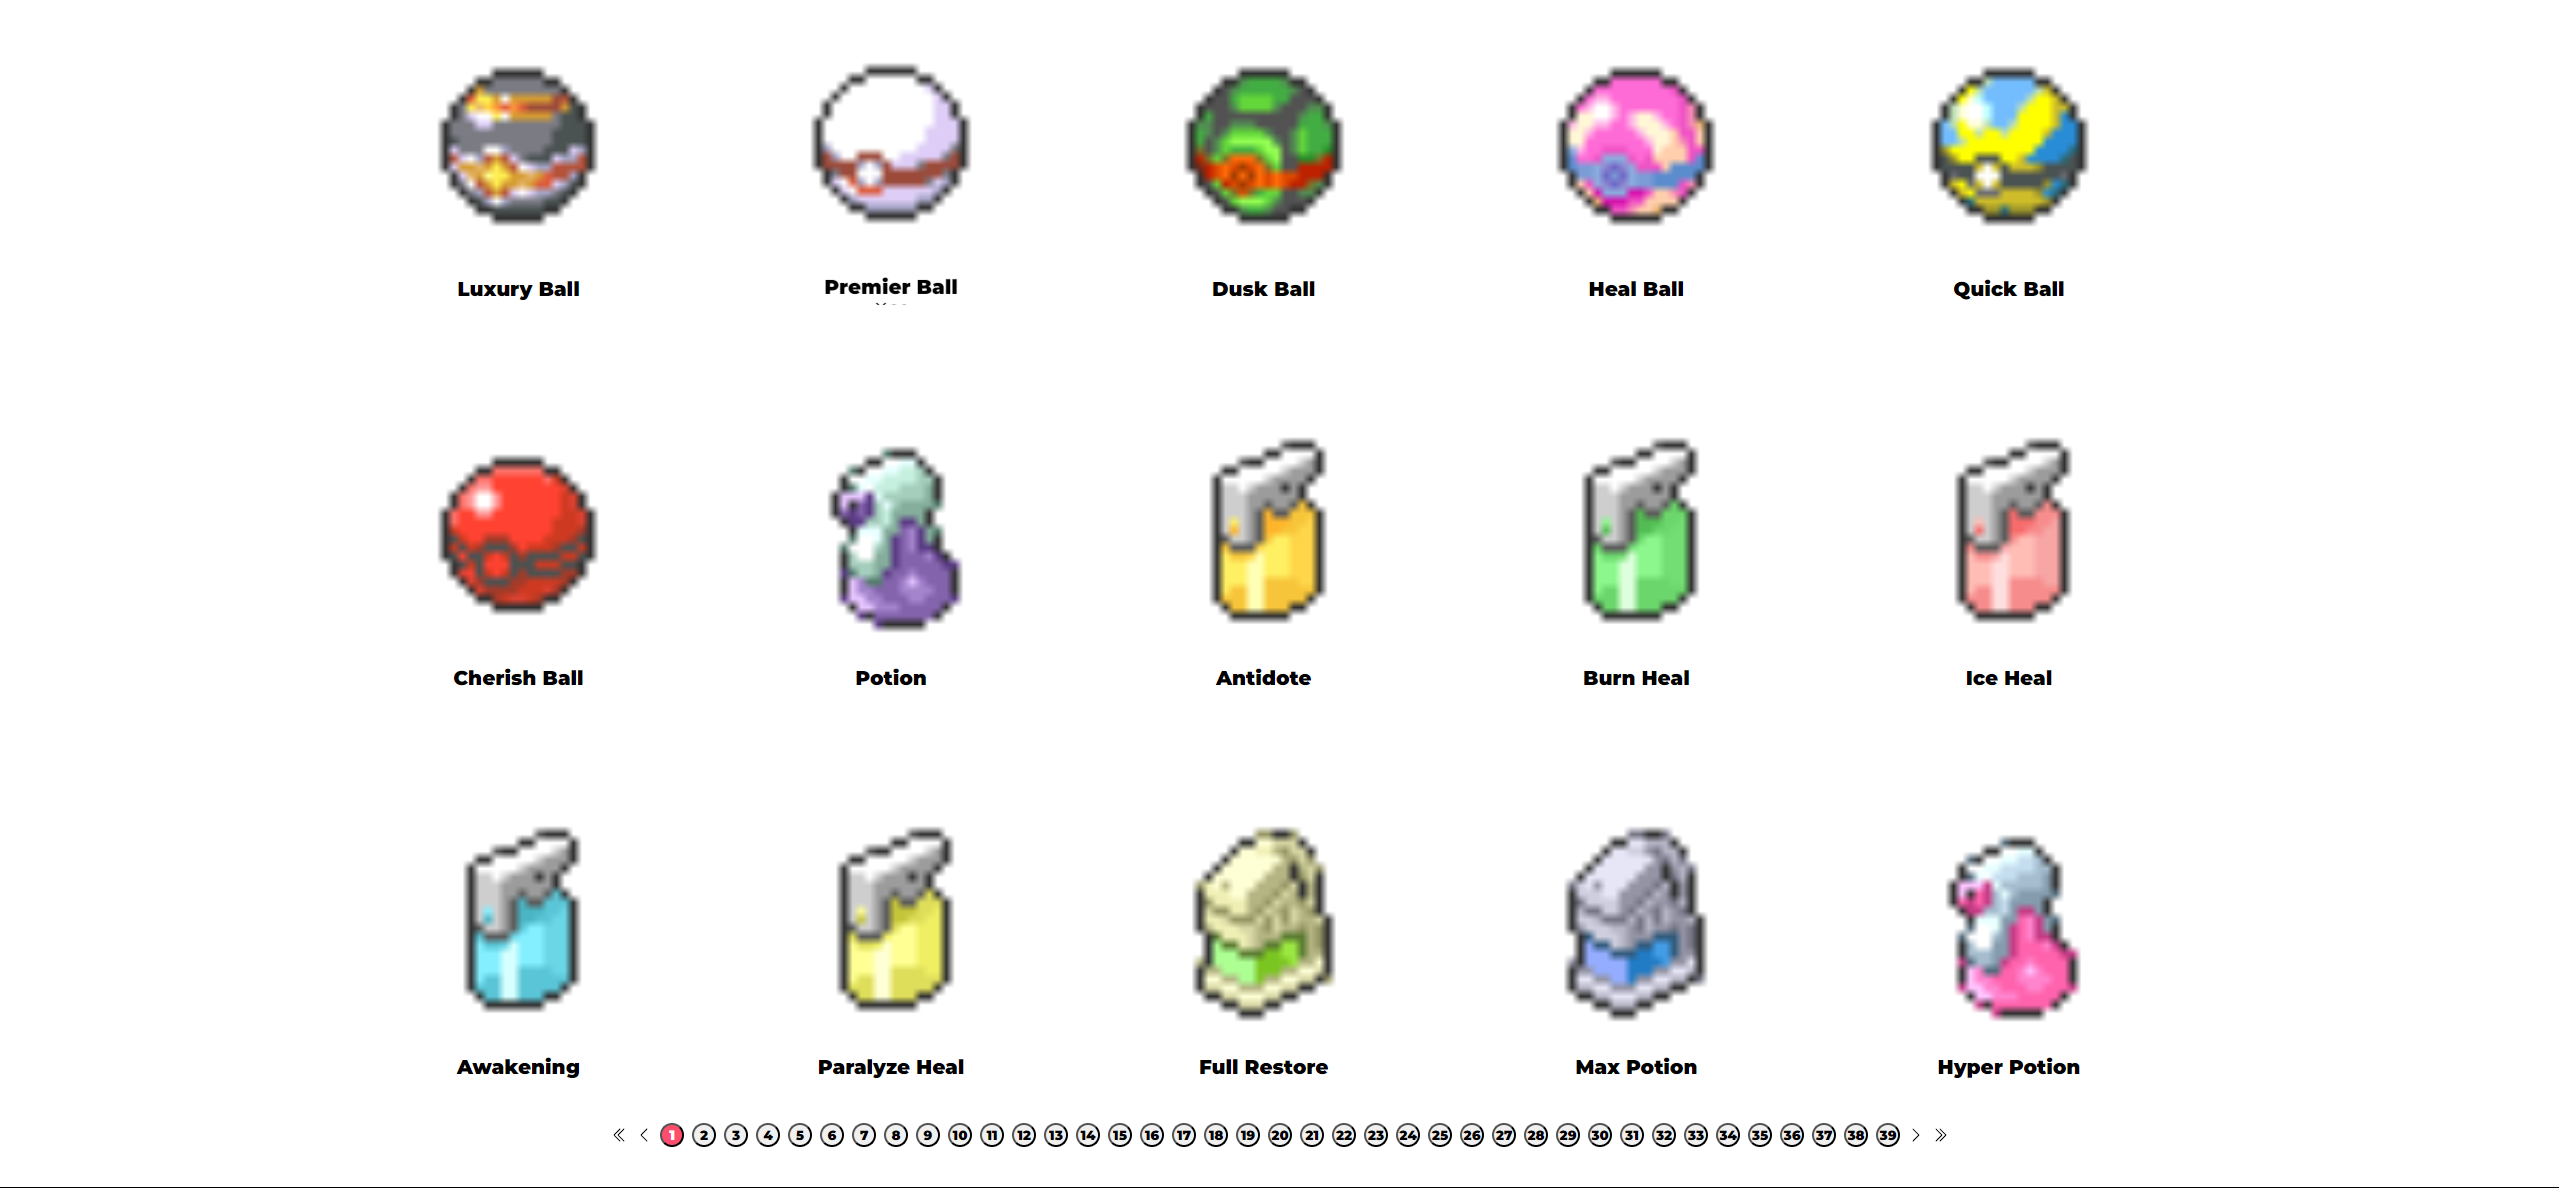 Luxury Ball
Premier Ball
Dusk Ball
Heal Ball
Quick Ball
Cherish Ball
Potion
Antidote
Burn Heal
Ice Heal
Awakening
Paralyze Heal
Full Restore
Max Potion
Hyper Potion
« ‹ 1 2 3 4 5 6 7 8 9 10 11 12 13 14 15 16 17 18 19 20 21 22 23 24 25 26 27 28 29 30 31 32 33 34 35 36 37 38 39 › »